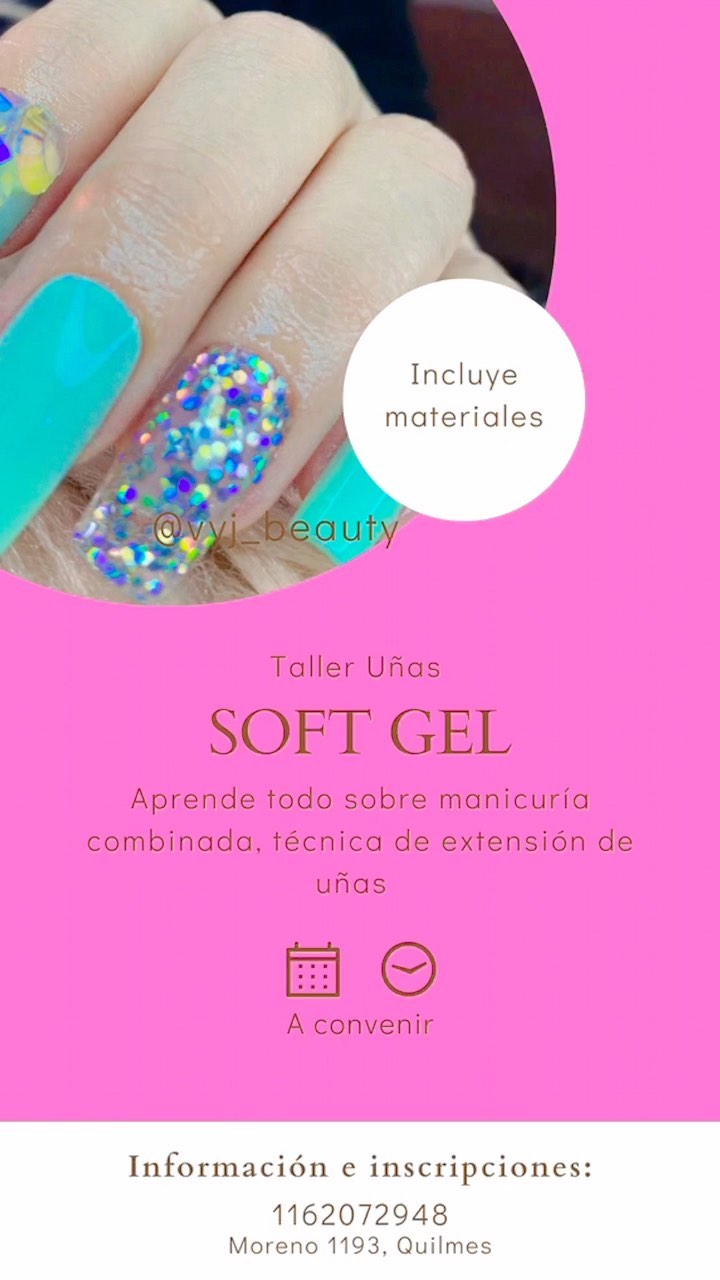 Incluye
materiales
@vyj_beauty
Taller Uñas
SOFT GEL
Aprende todo sobre manicuría
combinada, técnica de extensión de
uñas
A convenir
Información e inscripciones:
1162072948
Moreno 1193, Quilmes